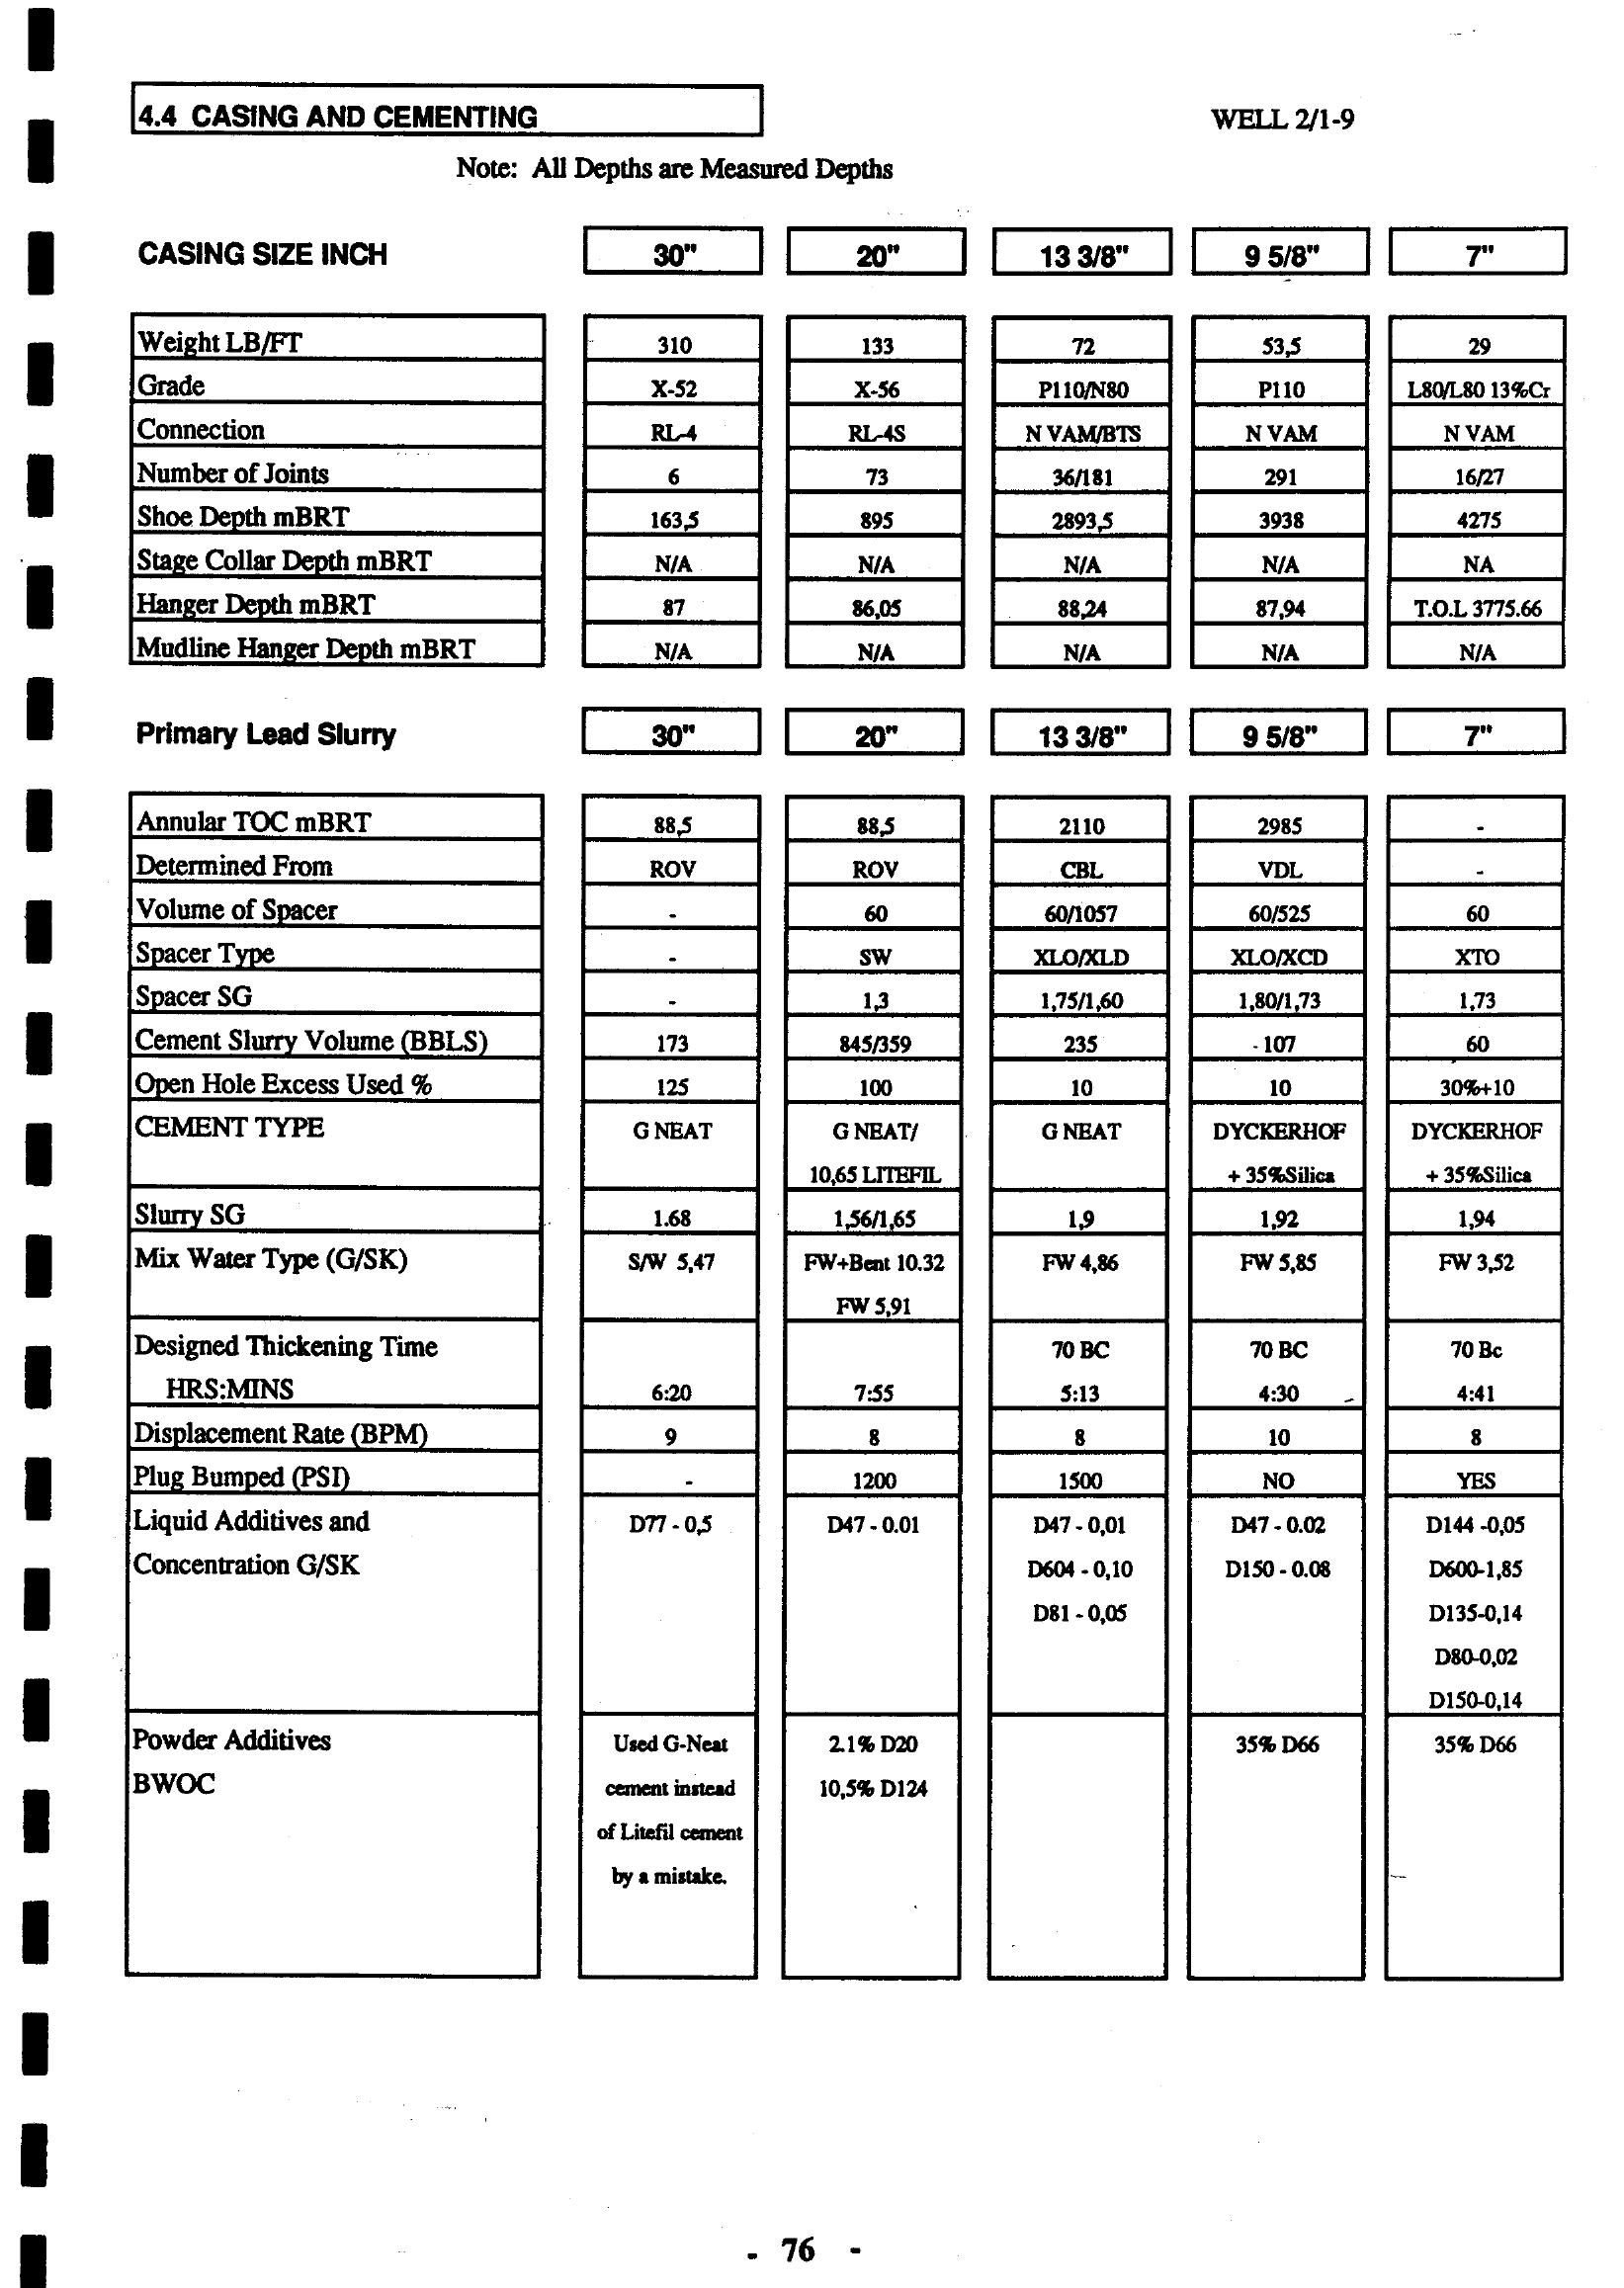 4.4 CASING AND CEMENTING WELL 2/1-9
Note: All Depths are Measured Depths
CASING SIZE INCH 30" 20" 13 3/8" 9 5/8" 7"
Weight LB/FT 310 133 72 53,5 29
Grade X-52 X-56 P110/N80 P110 L80/L80 13%Cr
Connection RL-4 RL-4S N VAM/BTS N VAM N VAM
Number of Joints 6 73 36/181 291 16/27
Shoe Depth mBRT 163,5 895 2893,5 3938 4275
Stage Collar Depth mBRT N/A N/A N/A N/A NA
Hanger Depth mBRT 87 86,05 88,24 87,94 T.O.L 3775.66
Mudline Hanger Depth mBRT N/A N/A N/A N/A N/A
Primary Lead Slurry 30" 20" 13 3/8" 9 5/8" 7"
Annular TOC mBRT 88,5 88,5 2110 2985 -
Determined From ROV ROV CBL VDL -
Volume of Spacer - 60 60/1057 60/525 60
Spacer Type - SW XLO/XLD XLO/XCD XTO
Spacer SG - 1,3 1,75/1,60 1,80/1,73 1,73
Cement Slurry Volume (BBLS) 173 845/359 235 107 60
Open Hole Excess Used % 125 100 10 10 30%+10
CEMENT TYPE G NEAT G NEAT/ G NEAT DYCKERHOF DYCKERHOF
10,65 LITEFIL + 35%Silica + 35%Silica
Slurry SG 1.68 1,56/1,65 1,9 1,92 1,94
Mix Water Type (G/SK) S/W 5,47 FW+Bent 10.32 FW 4,86 FW 5,85 FW 3,52
FW 5,91
Designed Thickening Time 70 BC 70 BC 70 Bc
HRS:MINS 6:20 7:55 5:13 4:30 4:41
Displacement Rate (BPM) 9 8 8 10 8
Plug Bumped (PSI) - 1200 1500 NO YES
Liquid Additives and D77 - 0,5 D47 - 0.01 D47 - 0,01 D47 - 0.02 D144 -0,05
Concentration G/SK D604 - 0,10 D150 - 0.08 D600-1,85
D81 - 0,05 D135-0,14
D80-0,02
D150-0,14
Powder Additives Used G-Neat 2.1% D20 35% D66 35% D66
BWOC cement instead 10,5% D124
of Litefil cement
by a mistake.
- 76 -